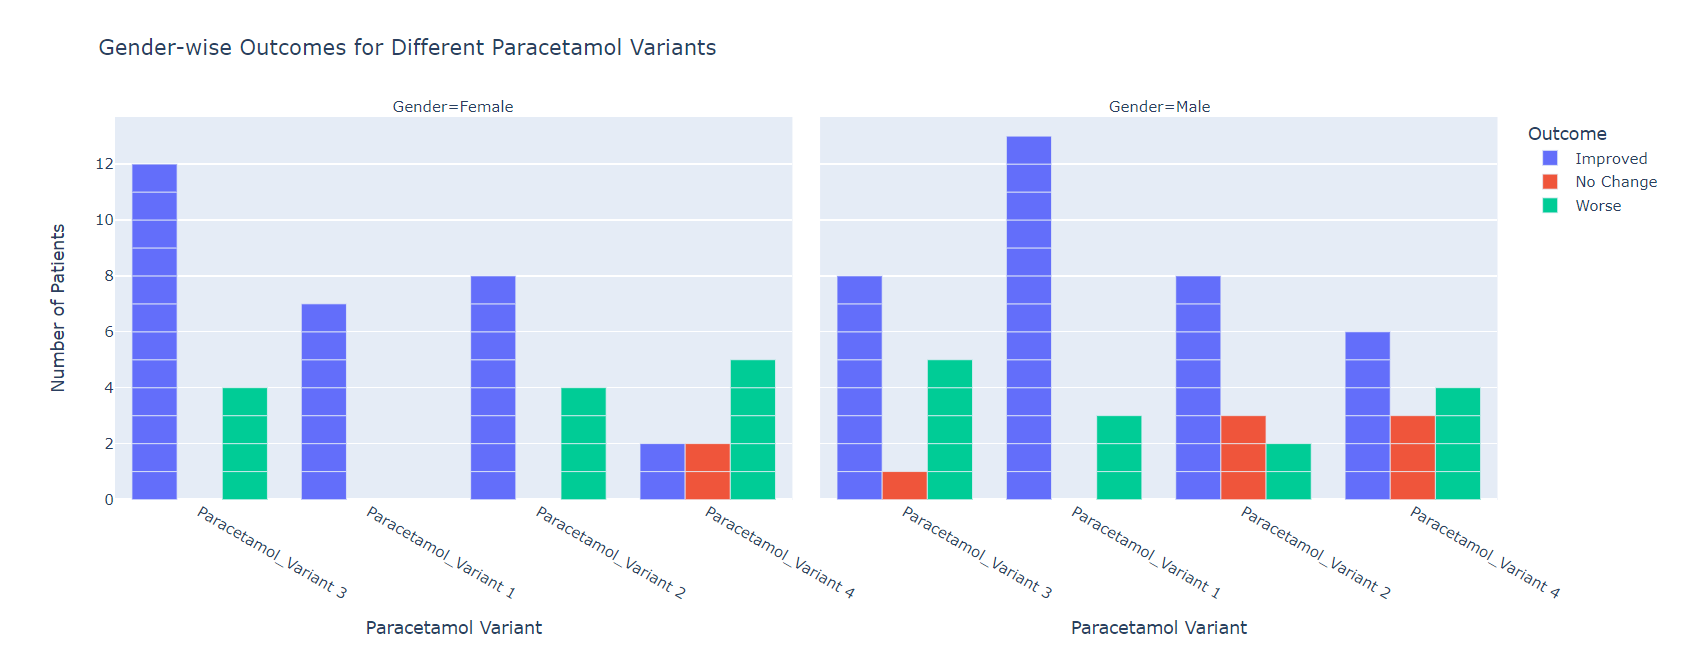 Gender-wise Outcomes for Different Paracetamol Variants
Gender=Female
Gender=Male
Outcome
Improved
No Change
Worse
Number of Patients
12
10
8
6
4
2
0
Paracetamol_Variant 3
Paracetamol_Variant 1
Paracetamol_Variant 2
Paracetamol_Variant 4
Paracetamol_Variant 3
Paracetamol_Variant 1
Paracetamol_Variant 2
Paracetamol_Variant 4
Paracetamol Variant
Paracetamol Variant